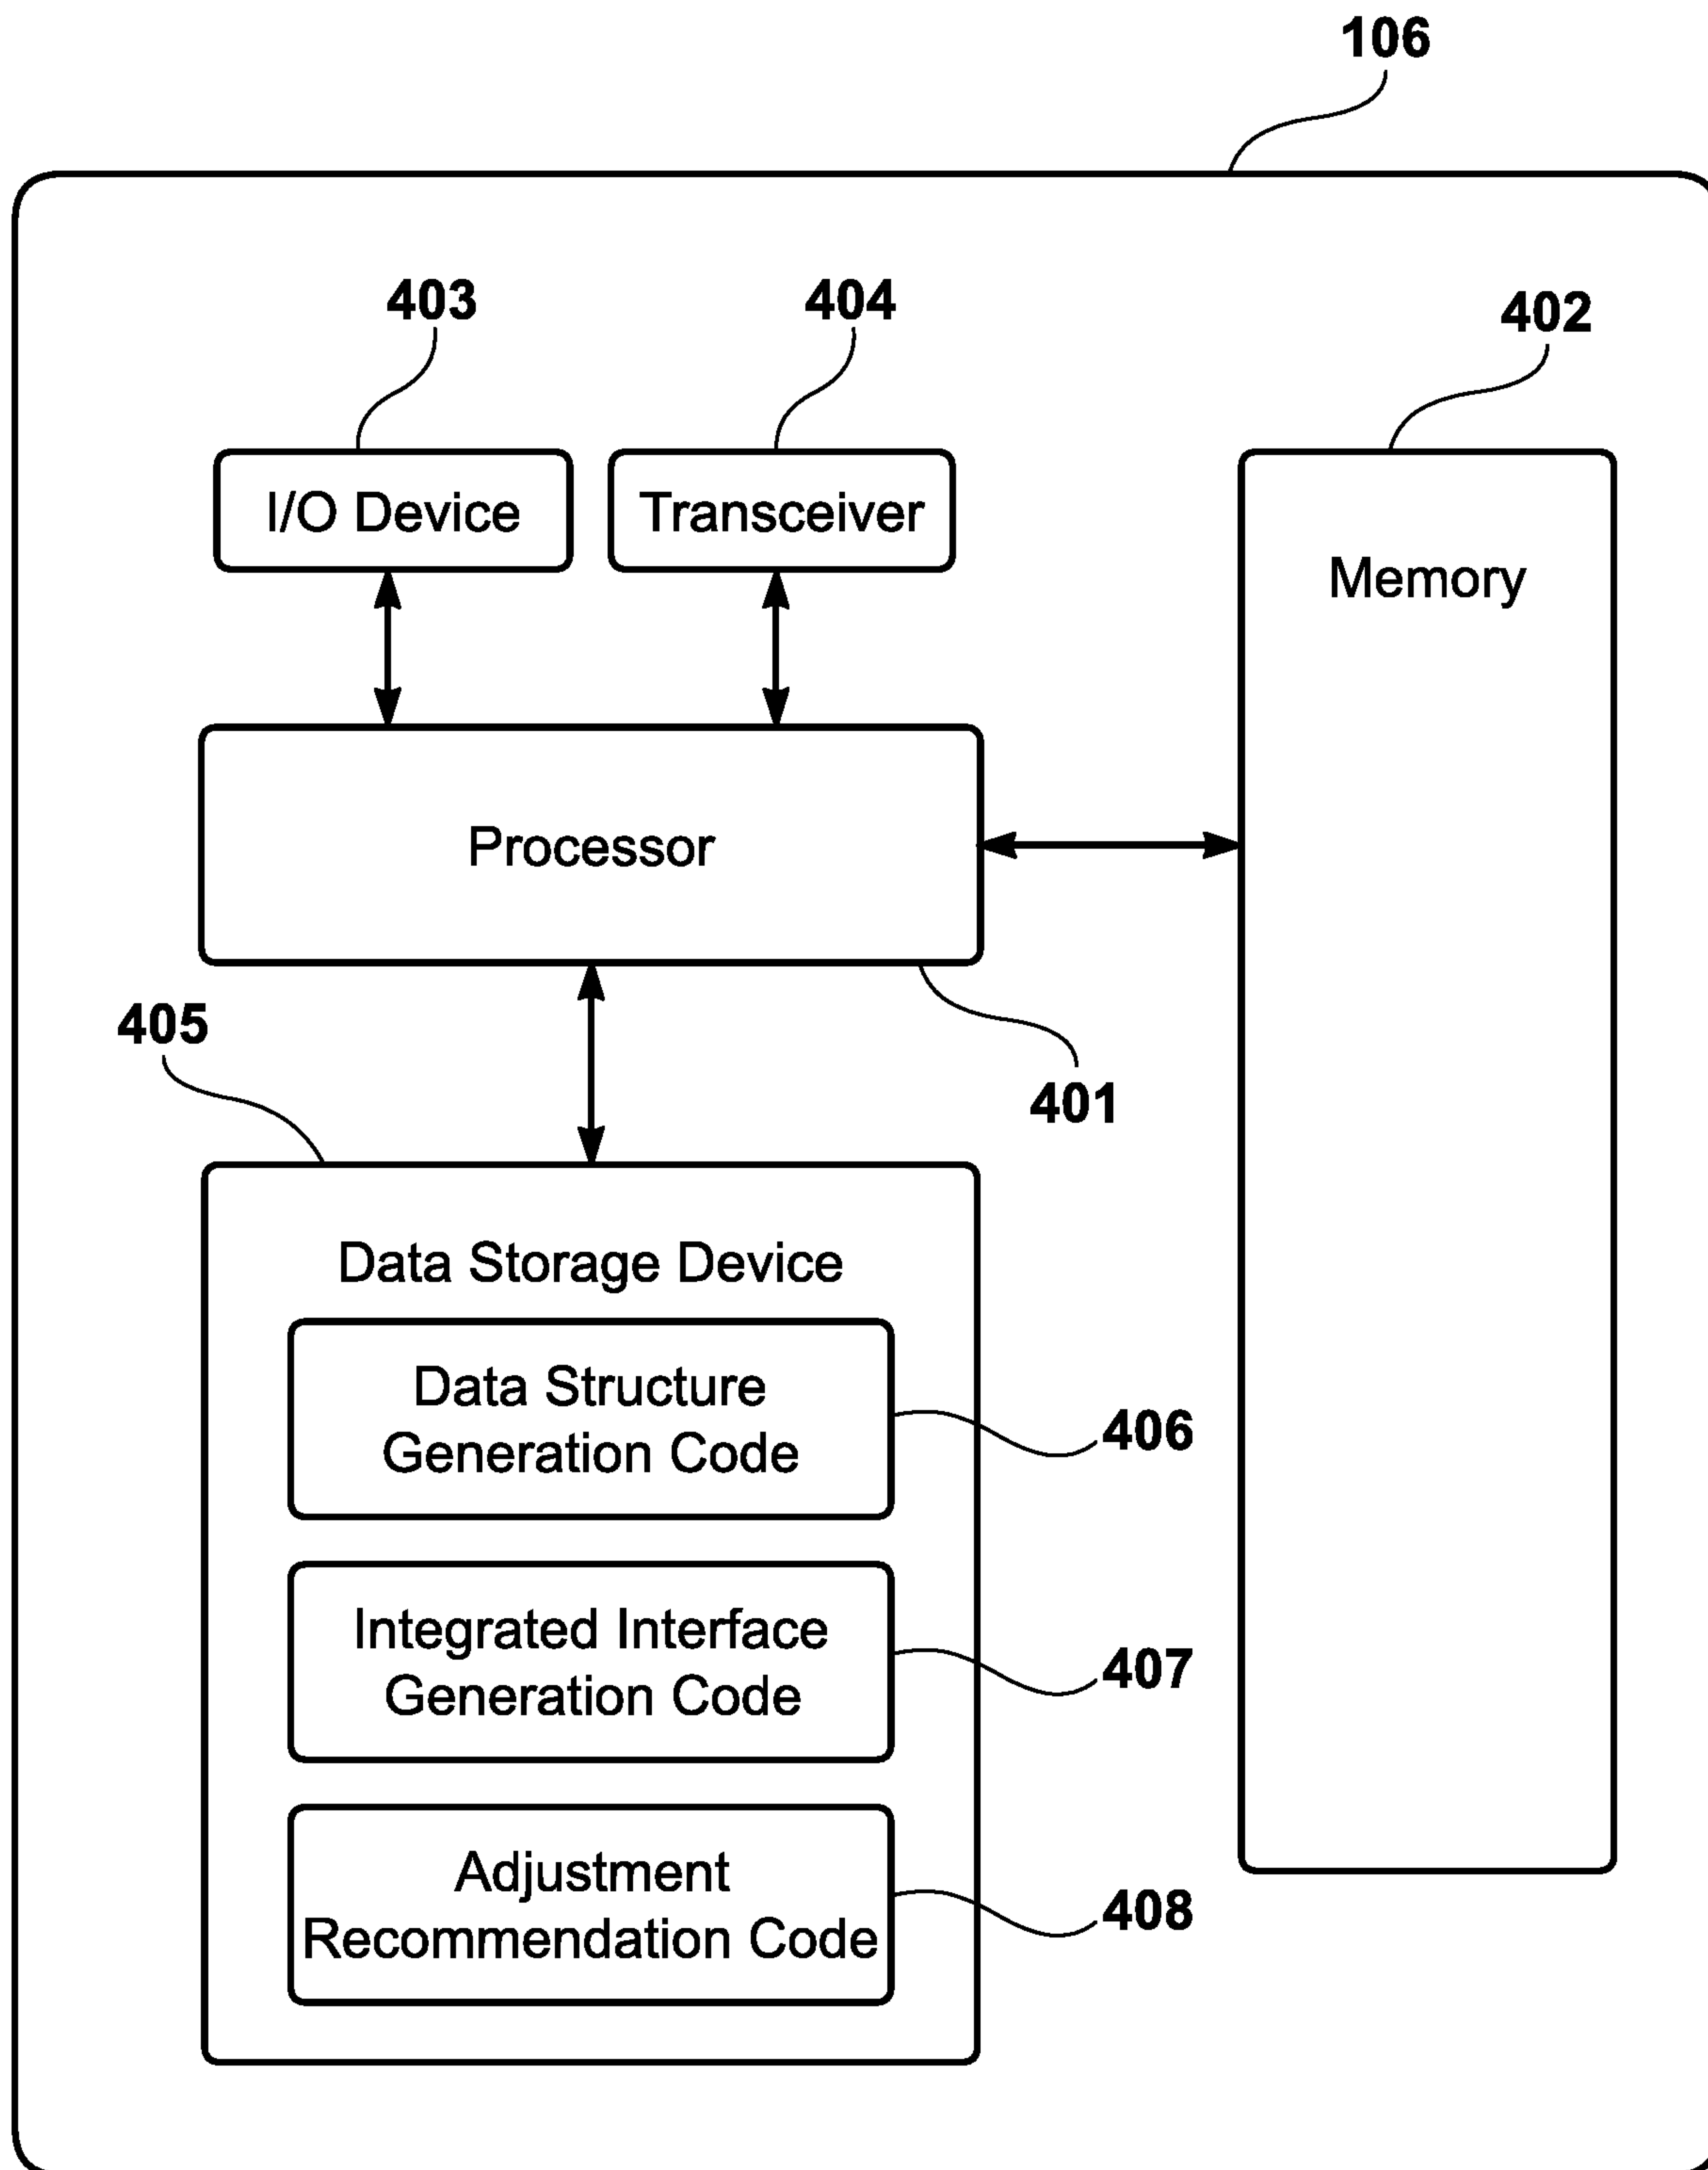 106
403
404
402
I/O Device
Transceiver
Memory
Processor
405
401
Data Storage Device
Data Structure
Generation Code
406
Integrated Interface
Generation Code
407
Adjustment
Recommendation Code
408